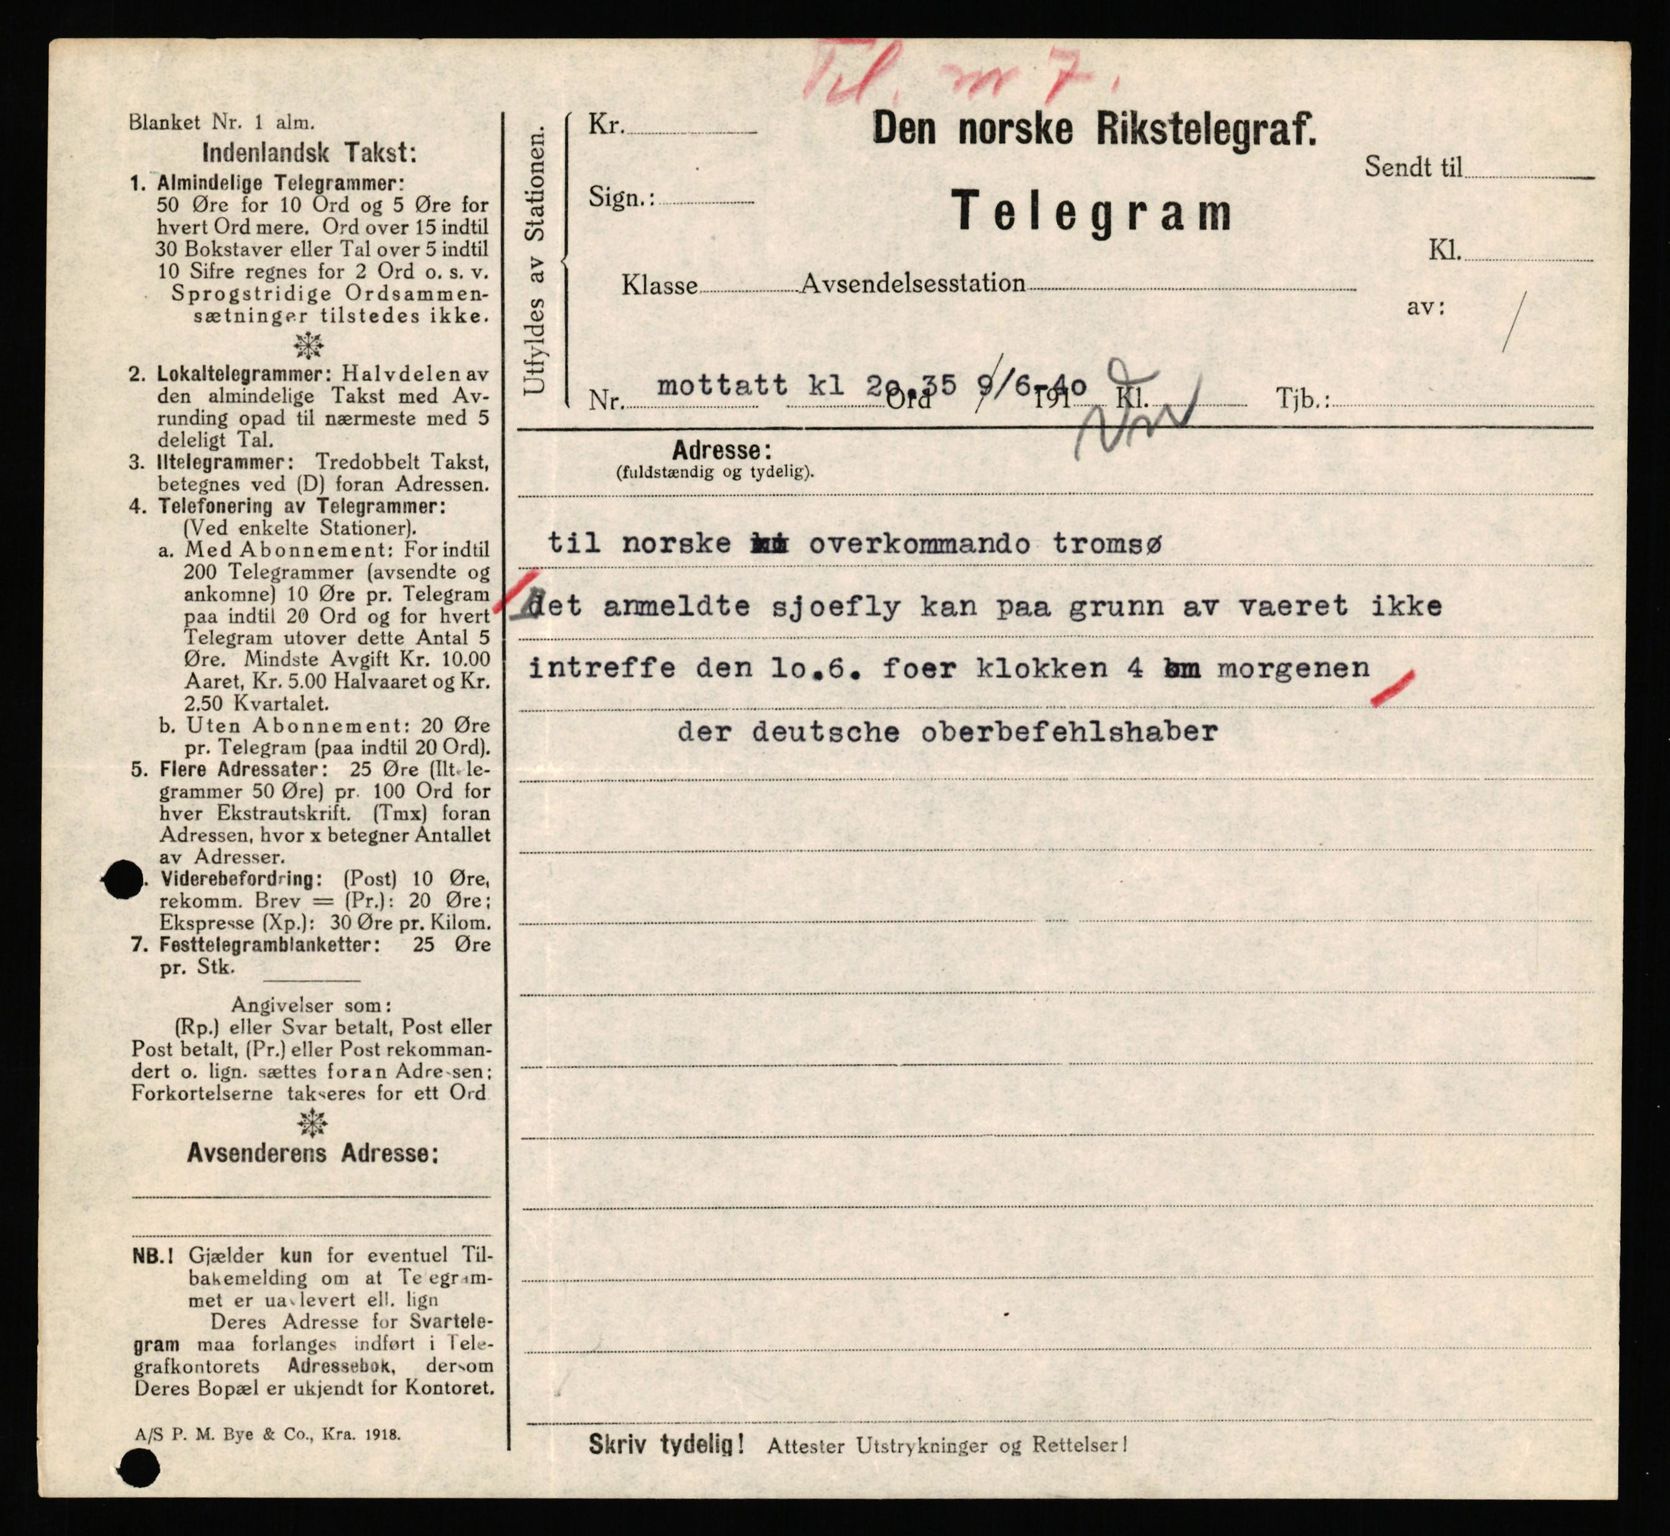 Til. nr 7.
Blanket Nr. 1 alm.
Indenlandsk Takst:
1. Almindelige Telegrammer:
50 Øre for 10 Ord og 5 Øre for
hvert Ord mere. Ord over 15 indtil
30 Bokstaver eller Tal over 5 indtil
10 Sifre regnes for 2 Ord o. s. v.
Sprogstridige Ordsammen-
sætninger tilstedes ikke.
2. Lokaltelegrammer: Halvdelen av
den almindelige Takst med Av-
runding opad til nærmeste med 5
deleligt Tal.
3. Iltelegrammer: Tredobbelt Takst,
betegnes ved (D) foran Adressen.
4. Telefonering av Telegrammer:
(Ved enkelte Stationer).
a. Med Abonnement: For indtil
200 Telegrammer (avsendte og
ankomne) 10 Øre pr. Telegram
paa indtil 20 Ord og for hvert
Telegram utover dette Antal 5
Øre. Mindste Avgift Kr. 10.00
Aaret, Kr. 5.00 Halvaaret og Kr.
2.50 Kvartalet.
b. Uten Abonnement: 20 Øre
pr. Telegram (paa indtil 20 Ord).
5. Flere Adressater: 25 Øre (Iltele-
grammer 50 Øre) pr. 100 Ord for
hver Ekstrautskrift. (Tmx) foran
Adressen, hvor x betegner Antallet
av Adresser.
. Viderebefordring: (Post) 10 Øre,
rekomm. Brev = (Pr.): 20 Øre;
Ekspresse (Xp.): 30 Øre pr. Kilom.
7. Festtelegramblanketter: 25 Øre
pr. Stk.
Angivelser som:
(Rp.) eller Svar betalt, Post eller
Post betalt, (Pr.) eller Post rekomman-
dert o. lign. sættes foran Adressen;
Forkortelserne takseres for ett Ord
Avsenderens Adresse:
NB.! Gjælder kun for eventuel Til-
bakemelding om at Telegram-
met er uavlevert ell. lign
Deres Adresse for Svartele-
gram maa forlanges indført i Tele-
grafkontorets Adressebok, dersom
Deres Bopæl er ukjendt for Kontoret.
A/S P. M. Bye & Co., Kra. 1918.
Utfyldes av Stationen.
Kr.
Den norske Rikstelegraf.
Sendt til
Sign.:
Telegram
Kl.
Klasse Avsendelsesstation
av: /
mottatt kl 20.35 9/6-40
Nr. Ord 191 Kl. Tjb.:
Adresse:
(fuldstændig og tydelig).
til norske overkommando tromsø
det anmeldte sjoefly kan paa grunn av vaeret ikke
intreffe den lo.6. foer klokken 4 om morgenen
der deutsche oberbefehlshaber
Skriv tydelig! Attester Utstrykninger og Rettelser!